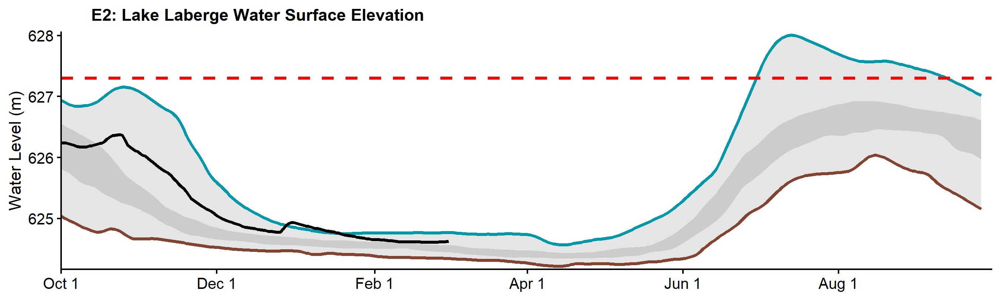 E2: Lake Laberge Water Surface Elevation
628
627
626
625
Water Level (m)
Oct 1
Dec 1
Feb 1
Apr 1
Jun 1
Aug 1